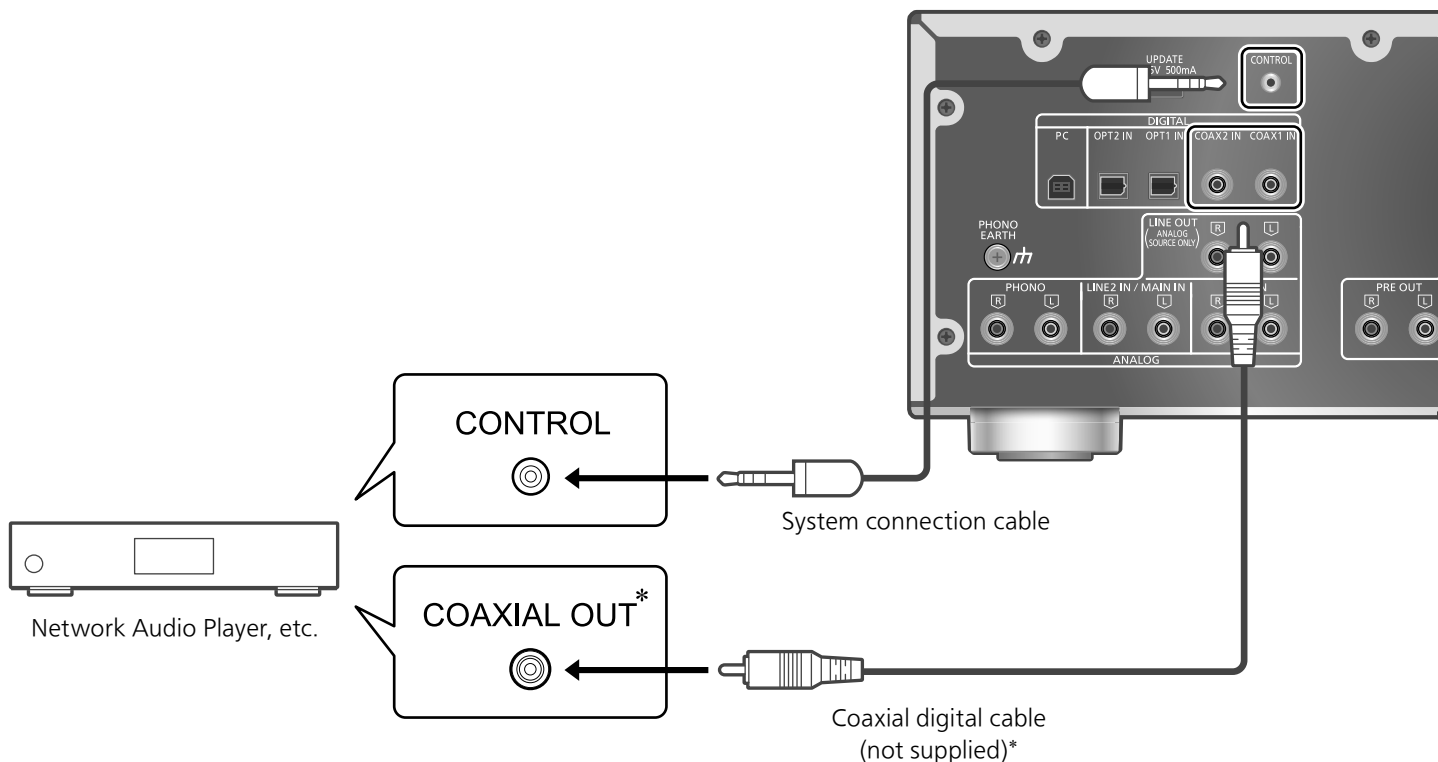 UPDATE
5V 500mA
CONTROL
DIGITAL
PC
OPT2 IN
OPT1 IN
COAX2 IN
COAX1 IN
PHONO
EARTH
LINE OUT
(ANALOG
SOURCE ONLY)
R
L
PHONO
LINE2 IN / MAIN IN
PRE OUT
R
L
R
L
R
L
R
L
ANALOG
CONTROL
System connection cable
COAXIAL OUT*
Network Audio Player, etc.
Coaxial digital cable
(not supplied)*